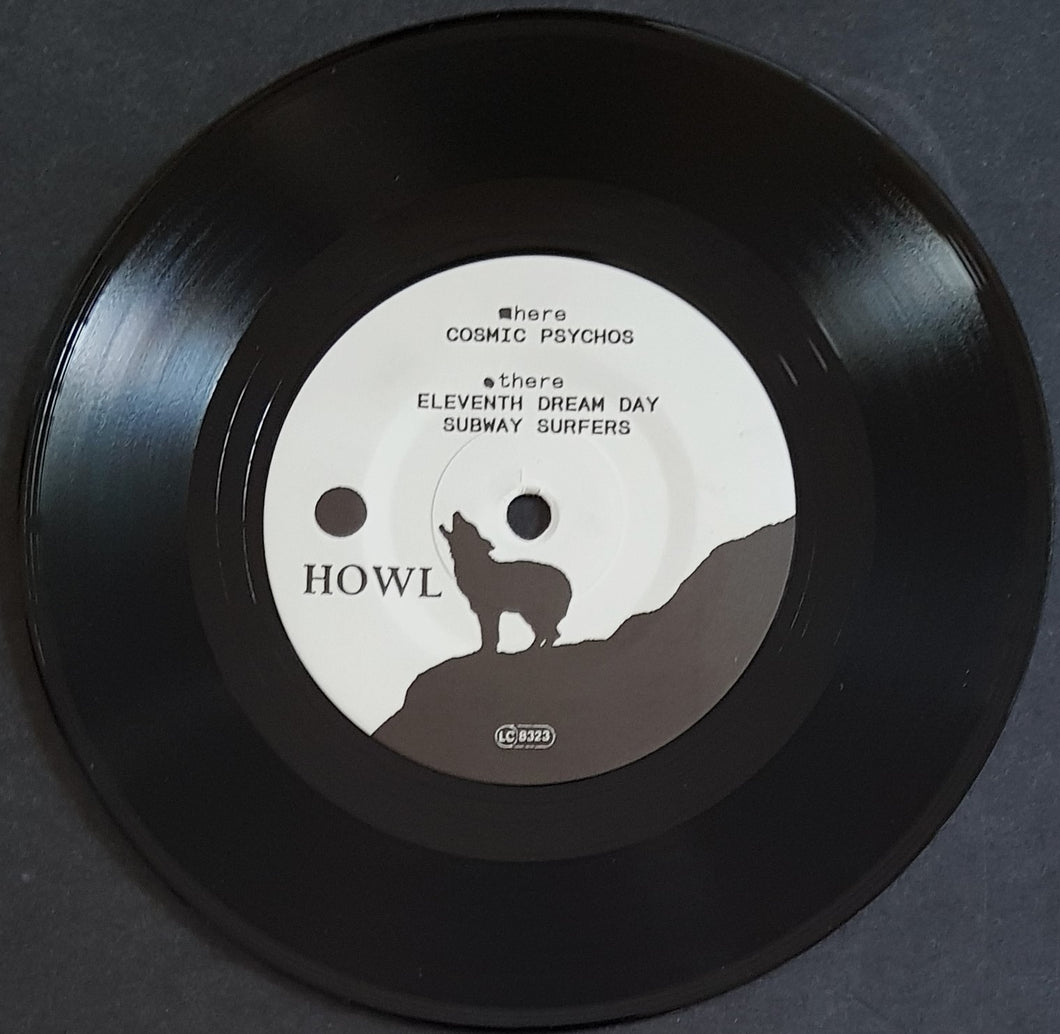 here
COSMIC PSYCHOS
there
ELEVENTH DREAM DAY
SUBWAY SURFERS
HOWL
LC 8323